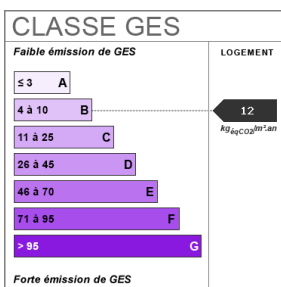 CLASSE GES
Faible émission de GES
LOGEMENT
≤ 3 A
4 à 10 B
12
kgéqCO2/m².an
11 à 25 C
26 à 45 D
46 à 70 E
71 à 95 F
> 95 G
Forte émission de GES